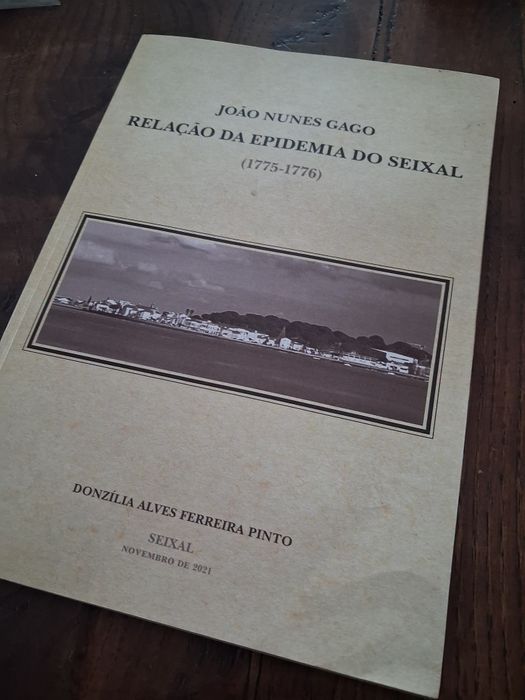 JOÃO NUNES GAGO
RELAÇÃO DA EPIDEMIA DO SEIXAL
(1775-1776)
DONZÍLIA ALVES FERREIRA PINTO
SEIXAL
NOVEMBRO DE 2021